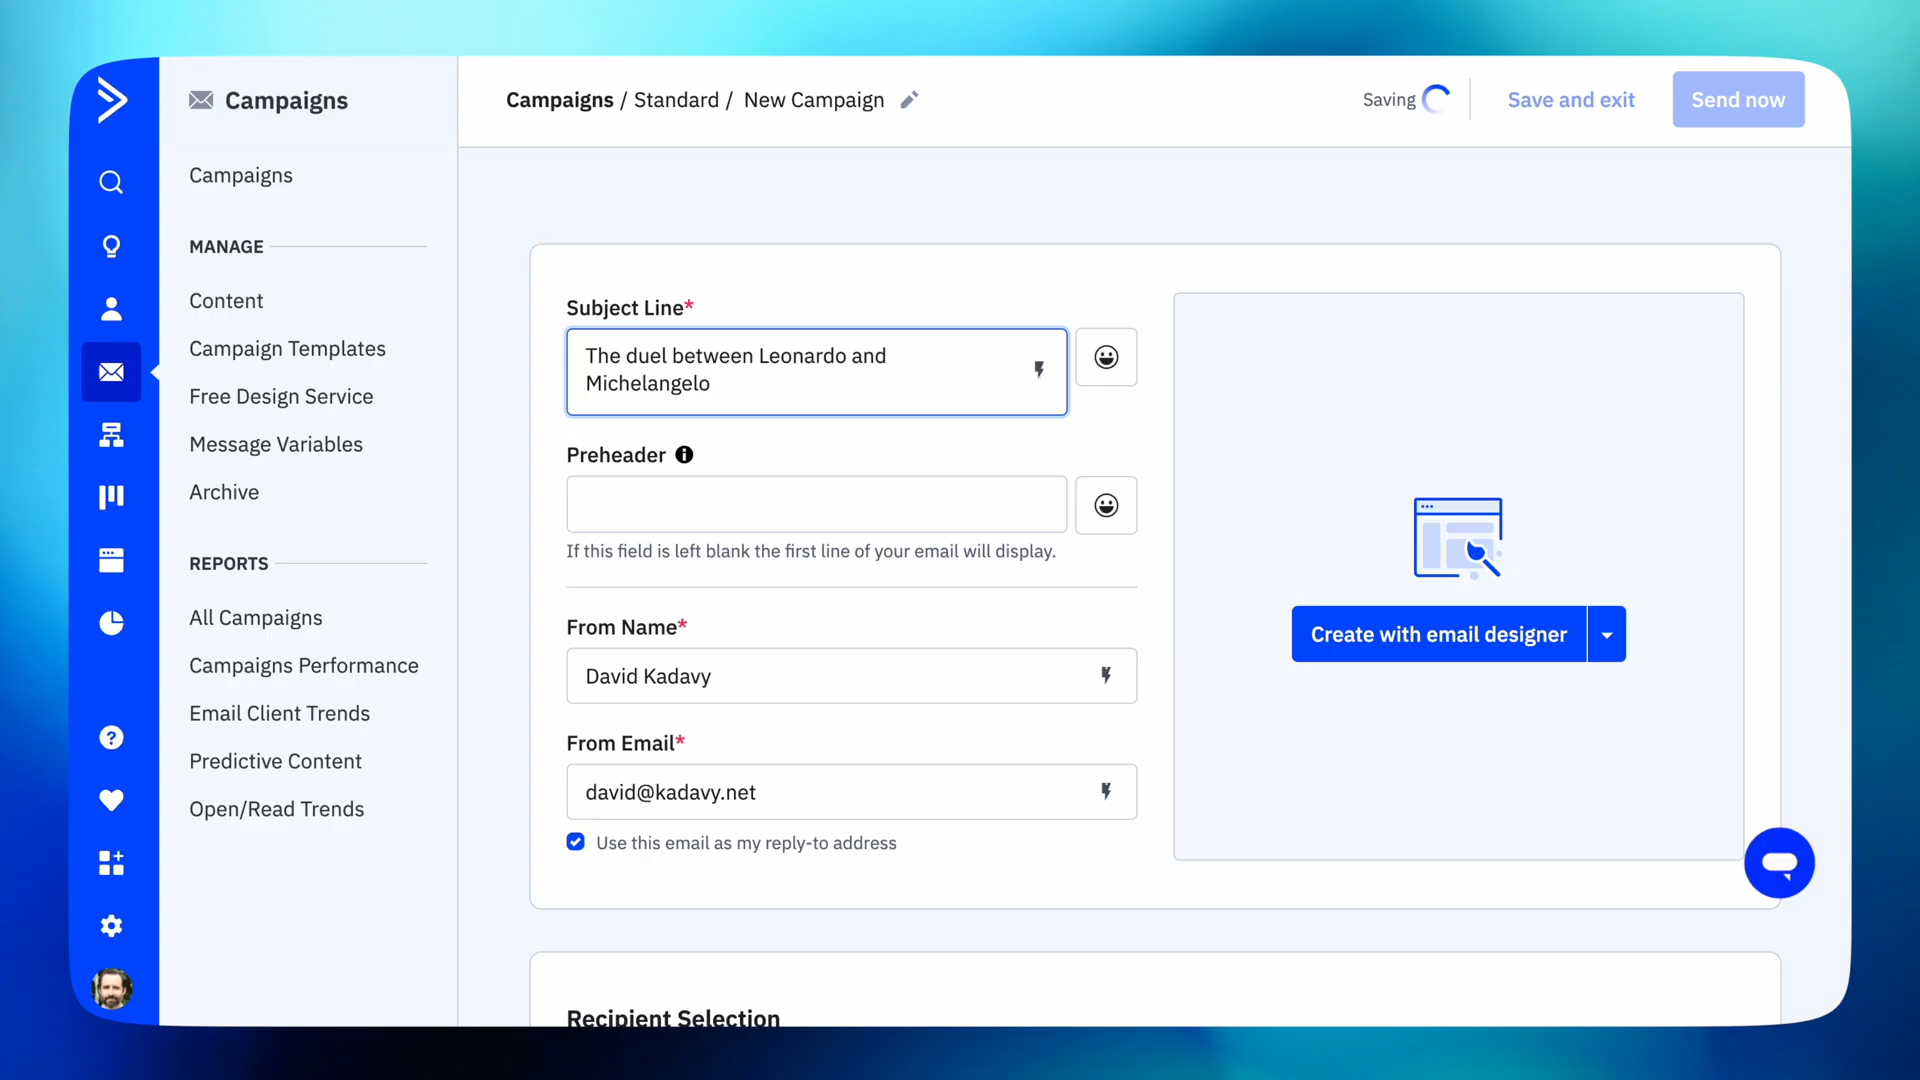 Campaigns
Campaigns
MANAGE
Content
Campaign Templates
Free Design Service
Message Variables
Archive
REPORTS
All Campaigns
Campaigns Performance
Email Client Trends
Predictive Content
Open/Read Trends
Campaigns / Standard / New Campaign
Saving
Save and exit
Send now
Subject Line*
The duel between Leonardo and
Michelangelo
Preheader
If this field is left blank the first line of your email will display.
From Name*
David Kadavy
From Email*
david@kadavy.net
Use this email as my reply-to address
Create with email designer
Recipient Selection